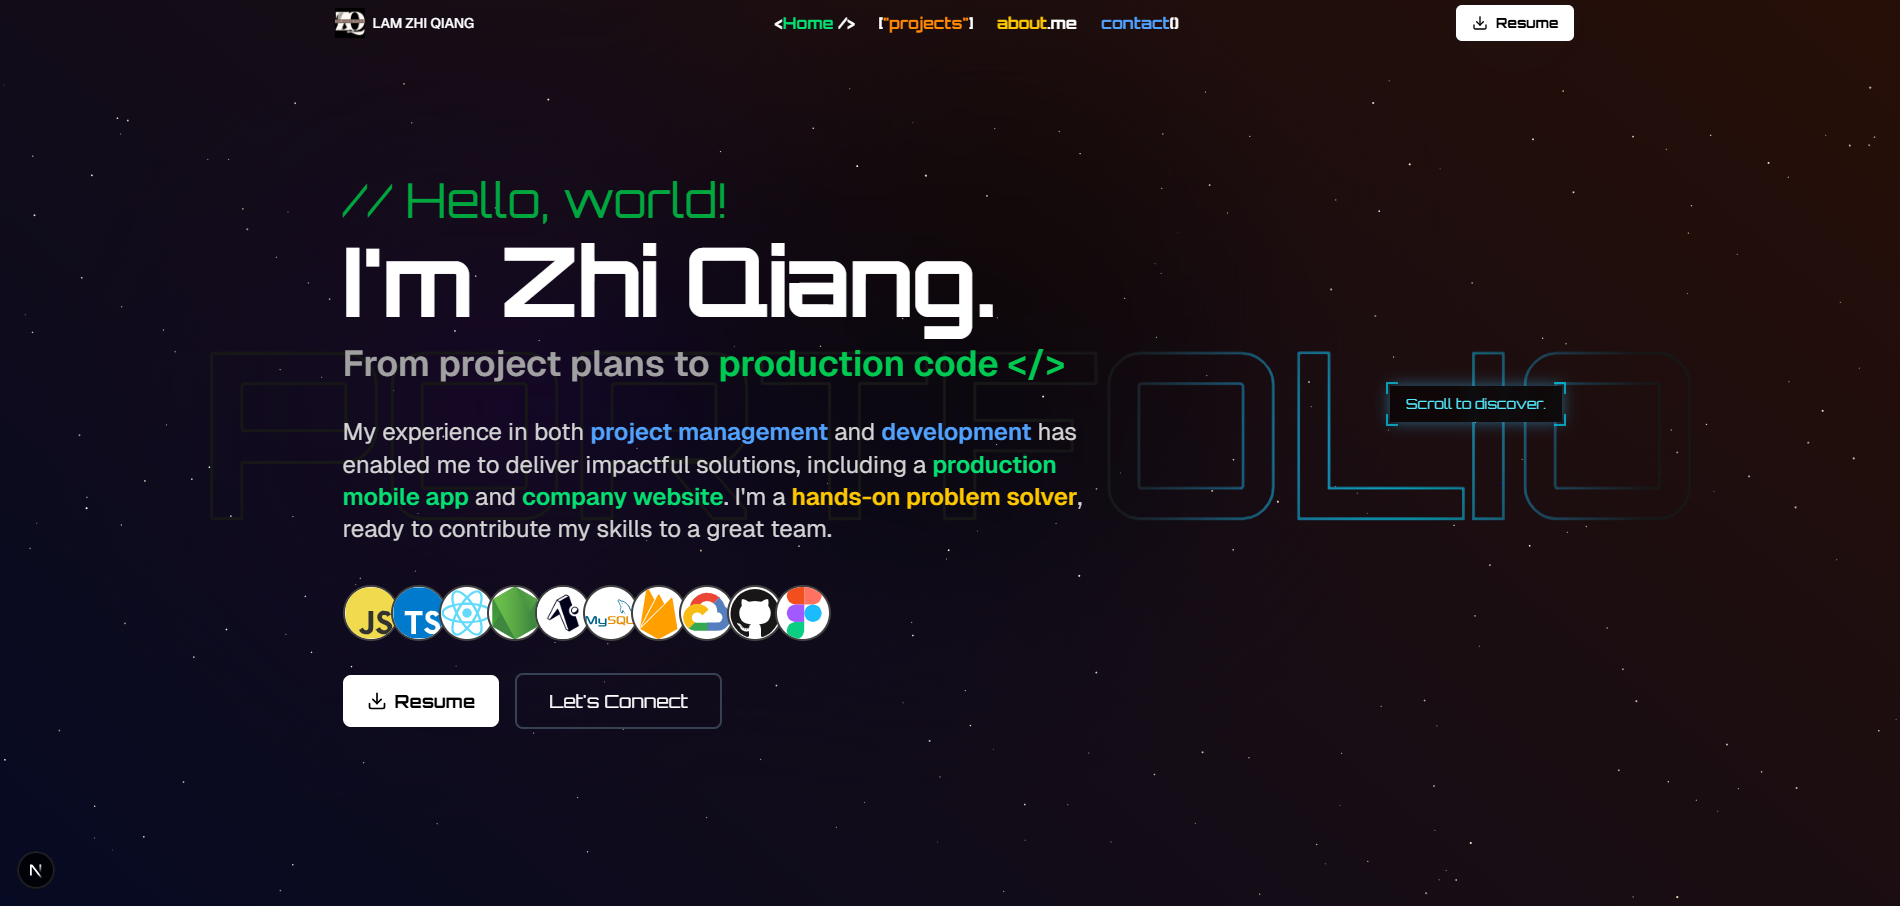 LAM ZHI QIANG
<Home />
["projects"]
about.me
contact()
Resume
// Hello, world!
I'm Zhi Qiang.
From project plans to production code </>
PORTFOLIO
Scroll to discover.
My experience in both project management and development has
enabled me to deliver impactful solutions, including a production
mobile app and company website. I'm a hands-on problem solver,
ready to contribute my skills to a great team.
JS
TS
MySQL
Resume
Let's Connect
N